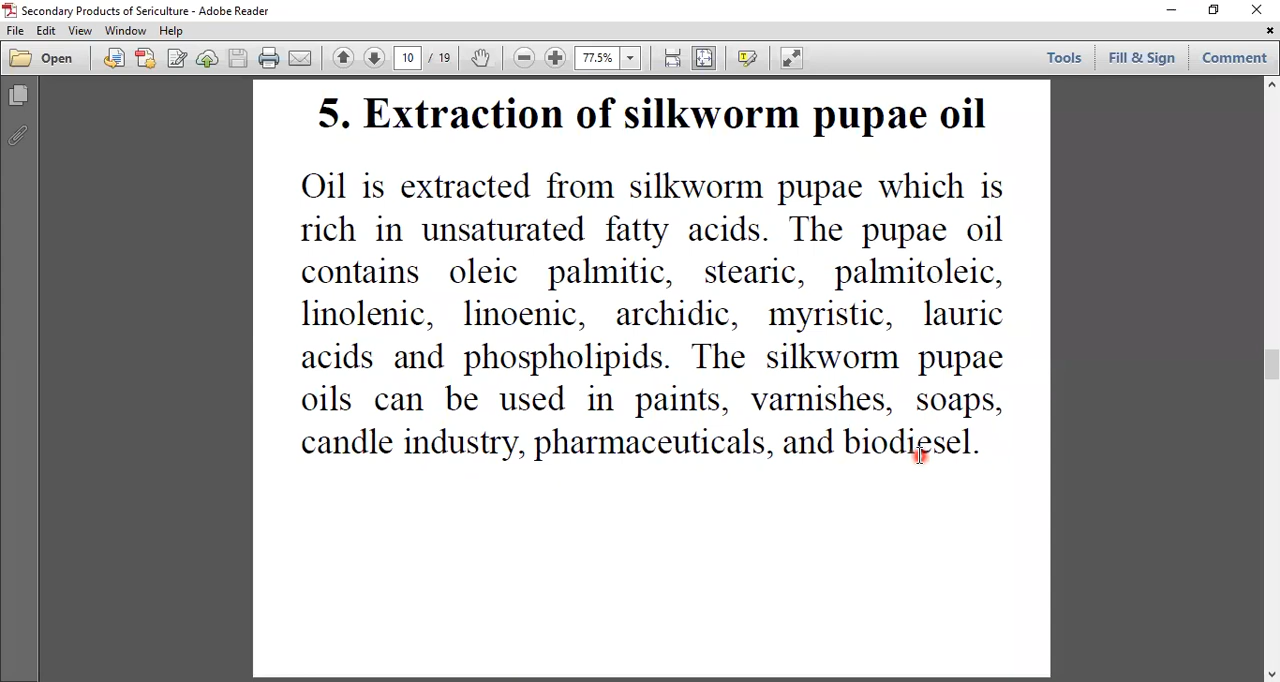 Secondary Products of Sericulture - Adobe Reader
File Edit View Window Help
Open 10 / 19 77.5% Tools Fill & Sign Comment
5. Extraction of silkworm pupae oil
Oil is extracted from silkworm pupae which is
rich in unsaturated fatty acids. The pupae oil
contains oleic palmitic, stearic, palmitoleic,
linolenic, linoenic, archidic, myristic, lauric
acids and phospholipids. The silkworm pupae
oils can be used in paints, varnishes, soaps,
candle industry, pharmaceuticals, and biodiesel.